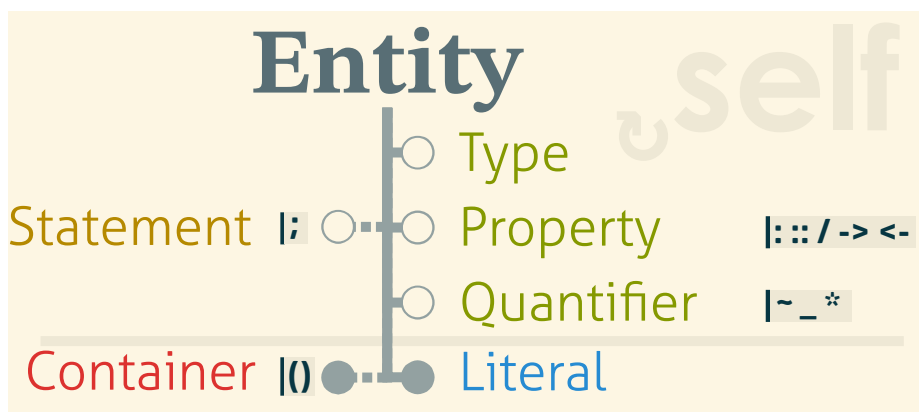 Entity
self
Type
Statement |; Property |: :: / -> <-
Quantifier |~ _ *
Container |() Literal